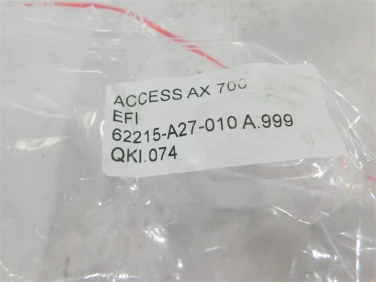 ACCESS AX 700
EFI
62215-A27-010 A.999
QKI.074